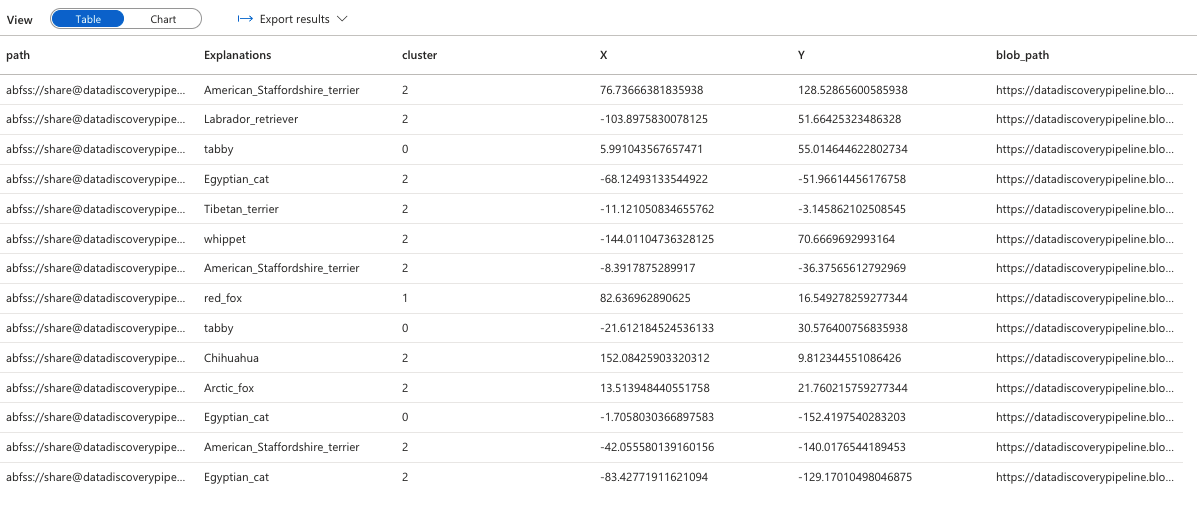 View Table Chart Export results
path Explanations cluster X Y blob_path
abfss://share@datadiscoverypipe... American_Staffordshire_terrier 2 76.73666381835938 128.52865600585938 https://datadiscoverypipeline.blo...
abfss://share@datadiscoverypipe... Labrador_retriever 2 -103.8975830078125 51.66425323486328 https://datadiscoverypipeline.blo...
abfss://share@datadiscoverypipe... tabby 0 5.991043567657471 55.014644622802734 https://datadiscoverypipeline.blo...
abfss://share@datadiscoverypipe... Egyptian_cat 2 -68.12493133544922 -51.96614456176758 https://datadiscoverypipeline.blo...
abfss://share@datadiscoverypipe... Tibetan_terrier 2 -11.121050834655762 -3.145862102508545 https://datadiscoverypipeline.blo...
abfss://share@datadiscoverypipe... whippet 2 -144.01104736328125 70.6669692993164 https://datadiscoverypipeline.blo...
abfss://share@datadiscoverypipe... American_Staffordshire_terrier 2 -8.3917875289917 -36.37565612792969 https://datadiscoverypipeline.blo...
abfss://share@datadiscoverypipe... red_fox 1 82.636962890625 16.549278259277344 https://datadiscoverypipeline.blo...
abfss://share@datadiscoverypipe... tabby 0 -21.612184524536133 30.576400756835938 https://datadiscoverypipeline.blo...
abfss://share@datadiscoverypipe... Chihuahua 2 152.08425903320312 9.812344551086426 https://datadiscoverypipeline.blo...
abfss://share@datadiscoverypipe... Arctic_fox 2 13.513948440551758 21.760215759277344 https://datadiscoverypipeline.blo...
abfss://share@datadiscoverypipe... Egyptian_cat 0 -1.7058030366897583 -152.4197540283203 https://datadiscoverypipeline.blo...
abfss://share@datadiscoverypipe... American_Staffordshire_terrier 2 -42.055580139160156 -140.0176544189453 https://datadiscoverypipeline.blo...
abfss://share@datadiscoverypipe... Egyptian_cat 2 -83.42771911621094 -129.17010498046875 https://datadiscoverypipeline.blo...